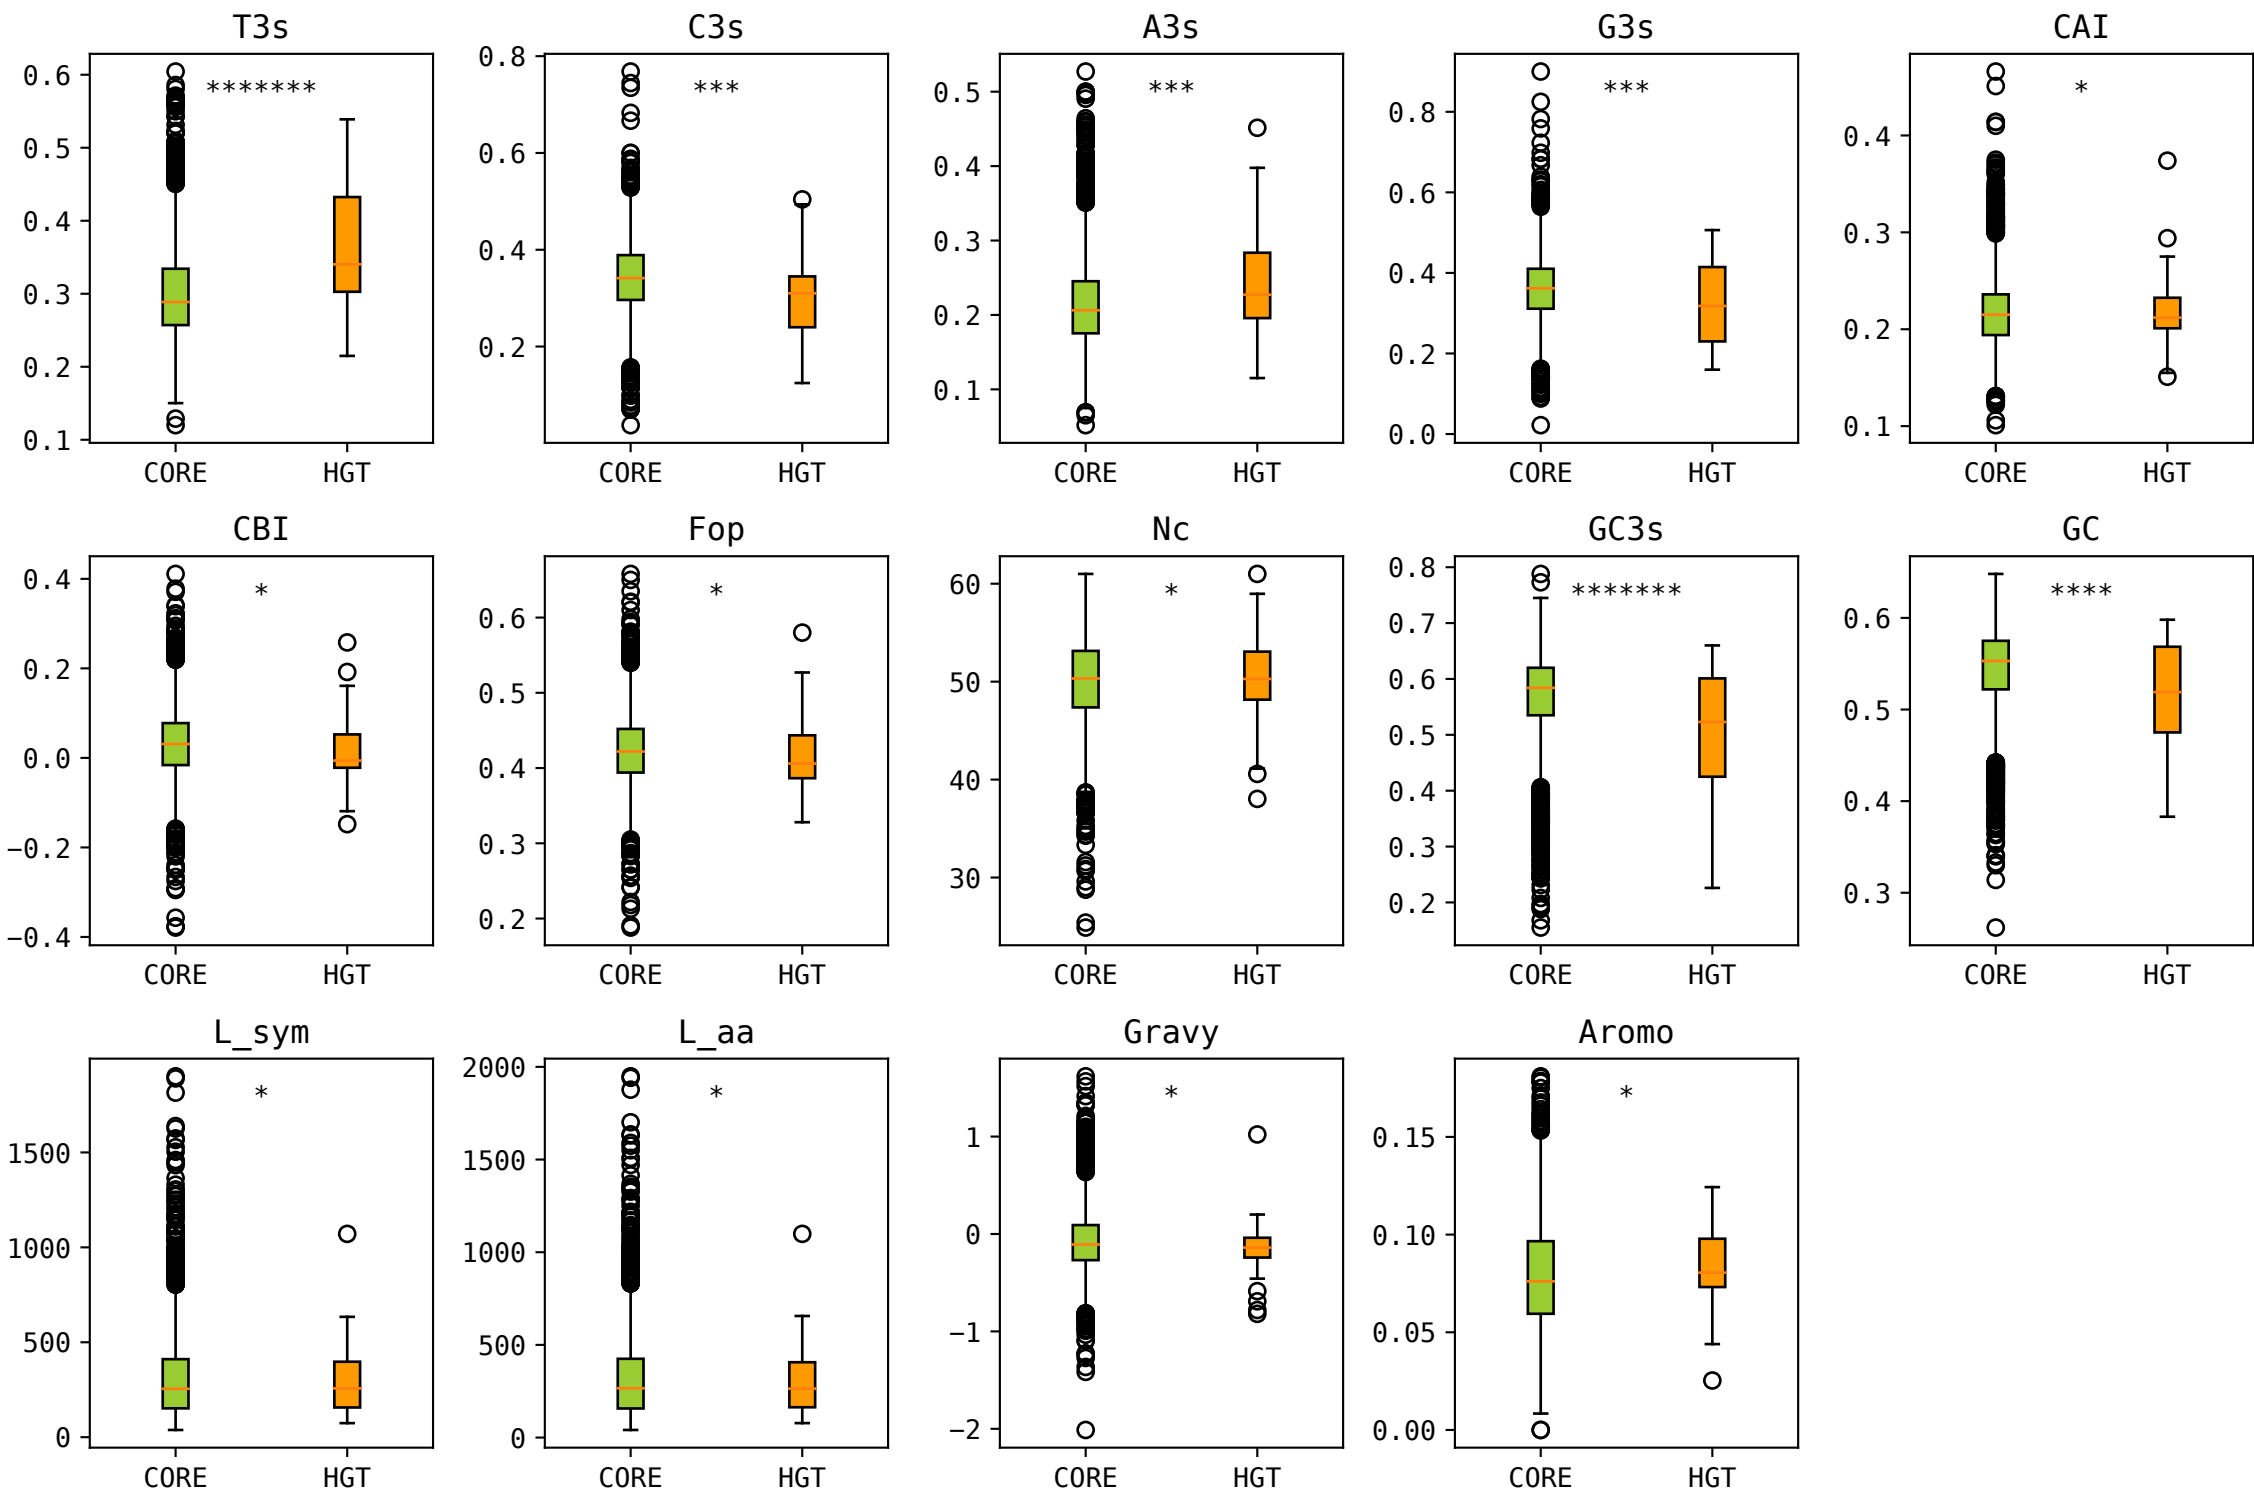 T3s C3s A3s G3s CAI
******* *** *** *** *
0.6 0.8 0.5 0.8 0.4
0.5 0.6 0.4 0.6 0.3
0.4 0.4 0.3 0.4 0.2
0.3 0.2 0.2 0.2 0.1
0.2 0.1 0.0
0.1
CORE HGT CORE HGT CORE HGT CORE HGT CORE HGT
CBI Fop Nc GC3s GC
* * * ******* ****
0.4 0.6 60 0.8 0.6
0.2 0.5 50 0.7 0.5
0.0 0.4 40 0.6 0.4
−0.2 0.3 30 0.5 0.3
−0.4 0.2 0.4
0.3
0.2
CORE HGT CORE HGT CORE HGT CORE HGT CORE HGT
L_sym L_aa Gravy Aromo
* * * *
1500 2000 1 0.15
1000 1500 0 0.10
500 1000 −1 0.05
0 500 −2 0.00
0
CORE HGT CORE HGT CORE HGT CORE HGT